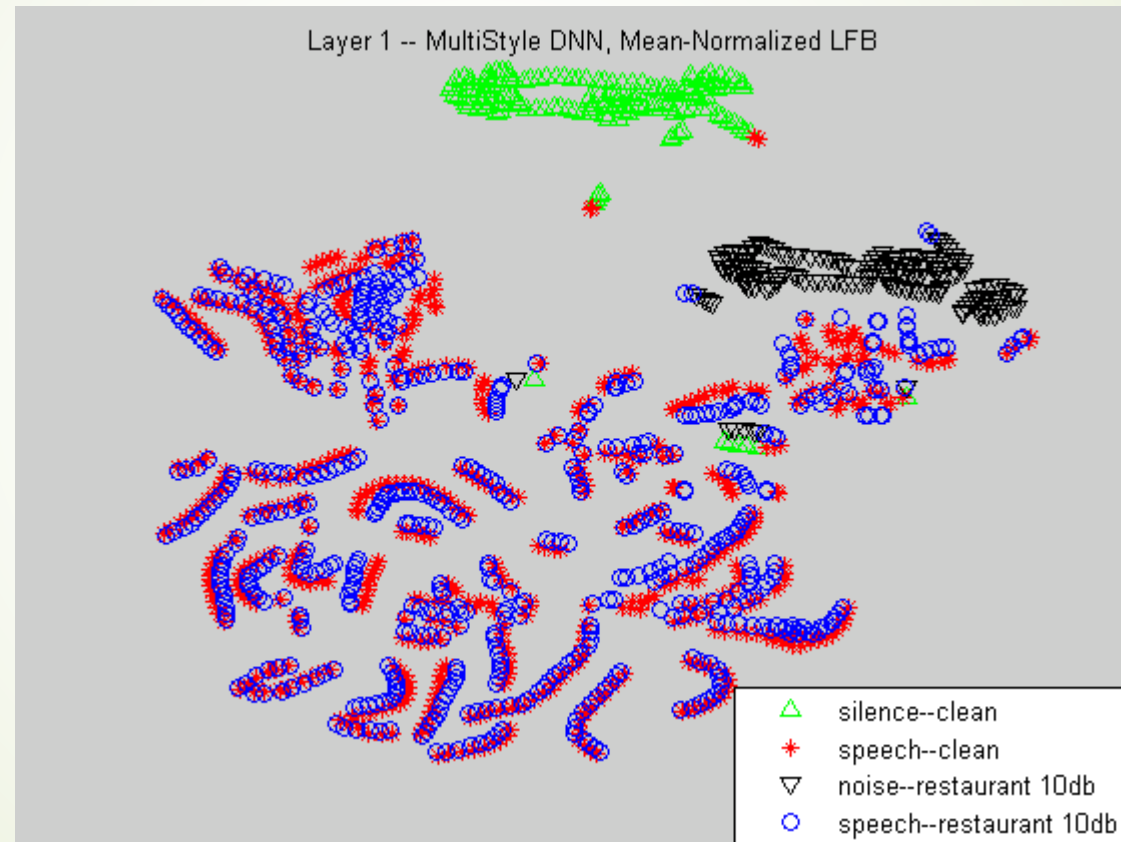 Layer 1 -- MultiStyle DNN, Mean-Normalized LFB
silence--clean
speech--clean
noise--restaurant 10db
speech--restaurant 10db